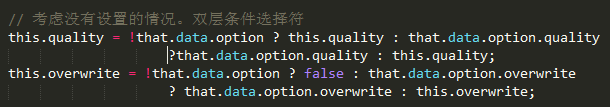 // 考虑没有设置的情况。双层条件选择符
this.quality = !that.data.option ? this.quality : that.data.option.quality
?that.data.option.quality : this.quality;
this.overwrite = !that.data.option ? false : that.data.option.overwrite
? that.data.option.overwrite : this.overwrite;